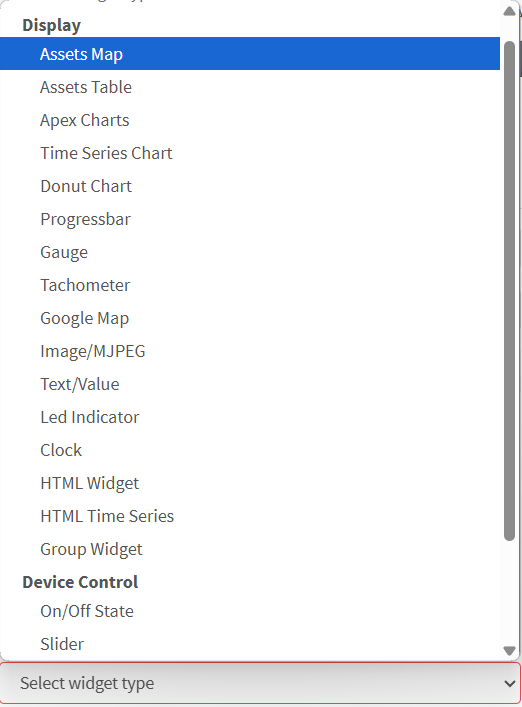 Display
Assets Map
Assets Table
Apex Charts
Time Series Chart
Donut Chart
Progressbar
Gauge
Tachometer
Google Map
Image/MJPEG
Text/Value
Led Indicator
Clock
HTML Widget
HTML Time Series
Group Widget
Device Control
On/Off State
Slider
Select widget type